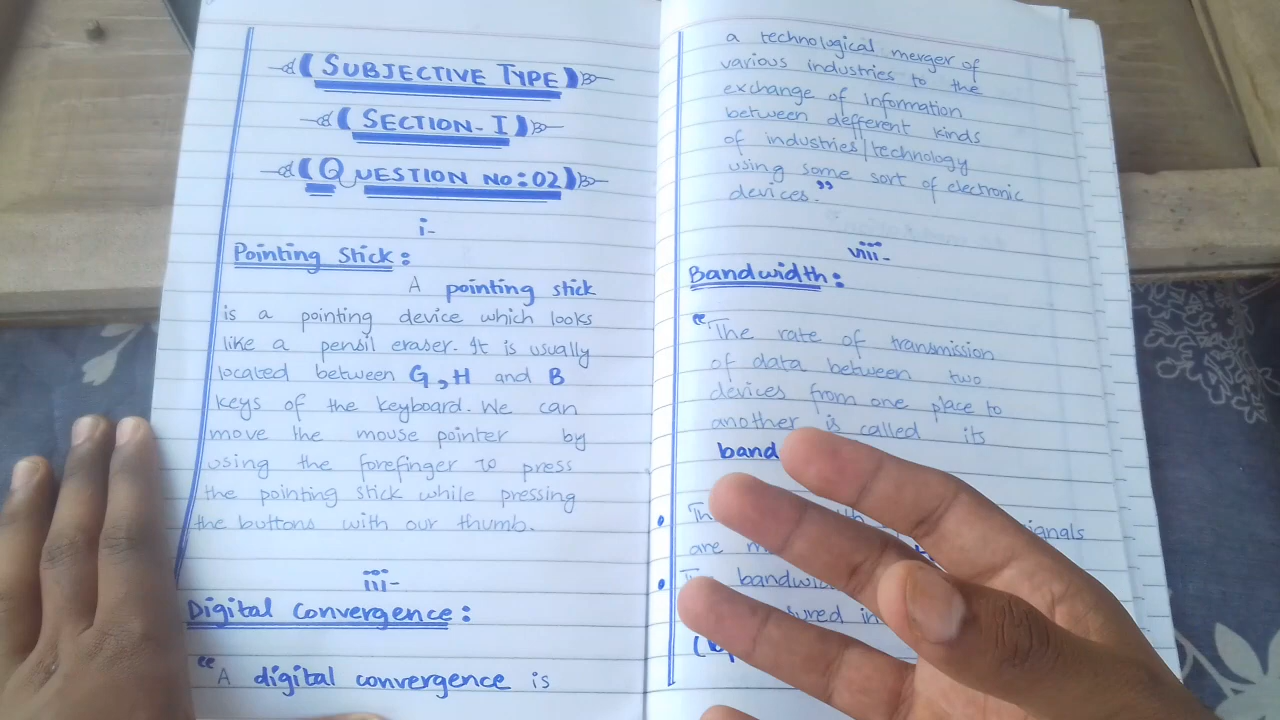 (SUBJECTIVE TYPE)
(SECTION-I)
(QUESTION NO:02)
i-
Pointing Stick:
A pointing stick
is a pointing device which looks
like a pensil eraser. It is usually
located between G, H and B
keys of the keyboard. We can
move the mouse pointer by
using the forefinger to press
the pointing stick while pressing
the buttons with our thumb.
iii-
Digital Convergence:
"A digital convergence is
a technological merger of
various industries to the
exchange of information
between defferent kinds
of industries/technology
using some sort of electronic
devices."
viii-
Bandwidth:
"The rate of transmission
of data between two
devices from one place to
another is called its
band
signals
are